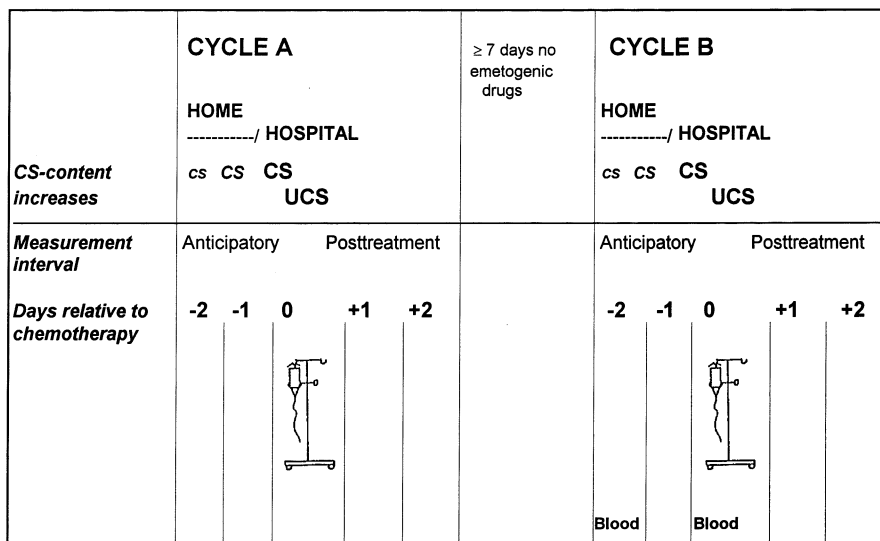 CYCLE A
≥ 7 days no
emetogenic
drugs
CYCLE B
HOME
-----------/ HOSPITAL
HOME
-----------/ HOSPITAL
CS-content
increases
cs CS CS
UCS
cs CS CS
UCS
Measurement
interval
Anticipatory Posttreatment
Anticipatory Posttreatment
Days relative to
chemotherapy
-2 -1 0 +1 +2
-2 -1 0 +1 +2
Blood Blood